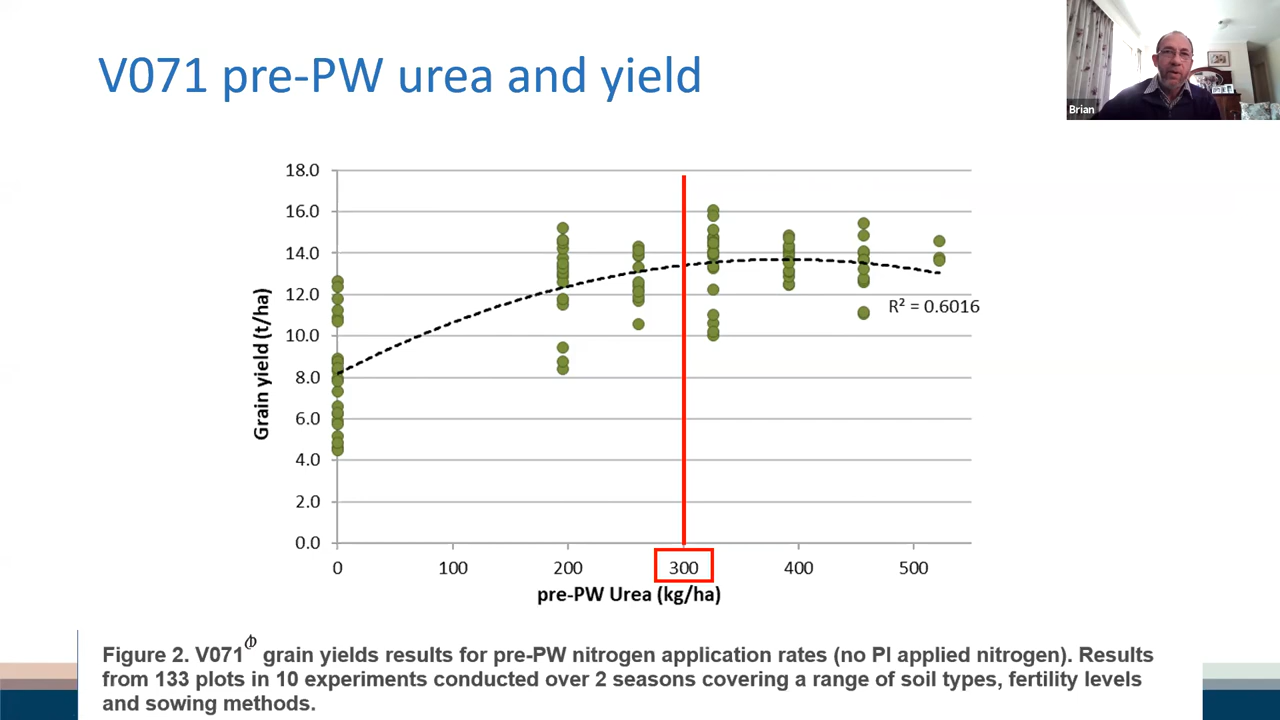 V071 pre-PW urea and yield
Brian
18.0
16.0
14.0
12.0
10.0
8.0
6.0
4.0
2.0
0.0
Grain yield (t/ha)
R² = 0.6016
0 100 200 300 400 500
pre-PW Urea (kg/ha)
Figure 2. V071⏀ grain yields results for pre-PW nitrogen application rates (no PI applied nitrogen). Results
from 133 plots in 10 experiments conducted over 2 seasons covering a range of soil types, fertility levels
and sowing methods.